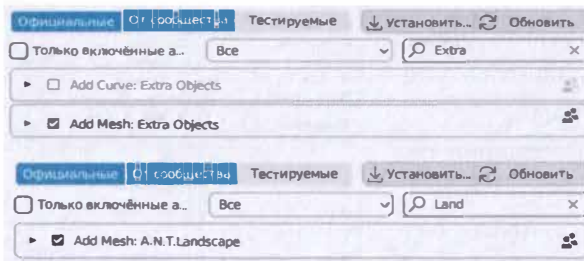 Официальные От сообщества Тестируемые Установить... Обновить
Только включённые а... Все Extra
Add Curve: Extra Objects
Add Mesh: Extra Objects
Официальные От сообщества Тестируемые Установить... Обновить
Только включённые а... Все Land
Add Mesh: A.N.T.Landscape